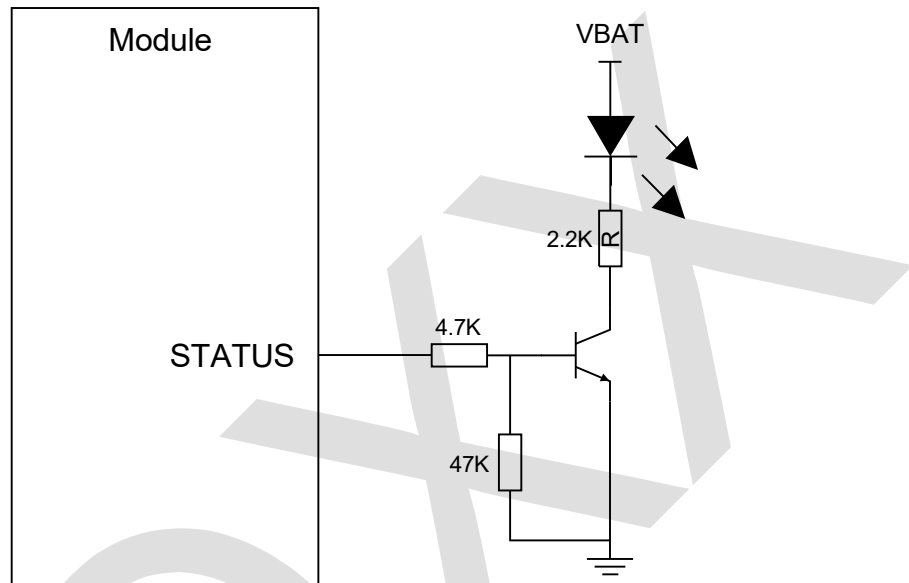 Module
VBAT
2.2K
R
4.7K
STATUS
47K